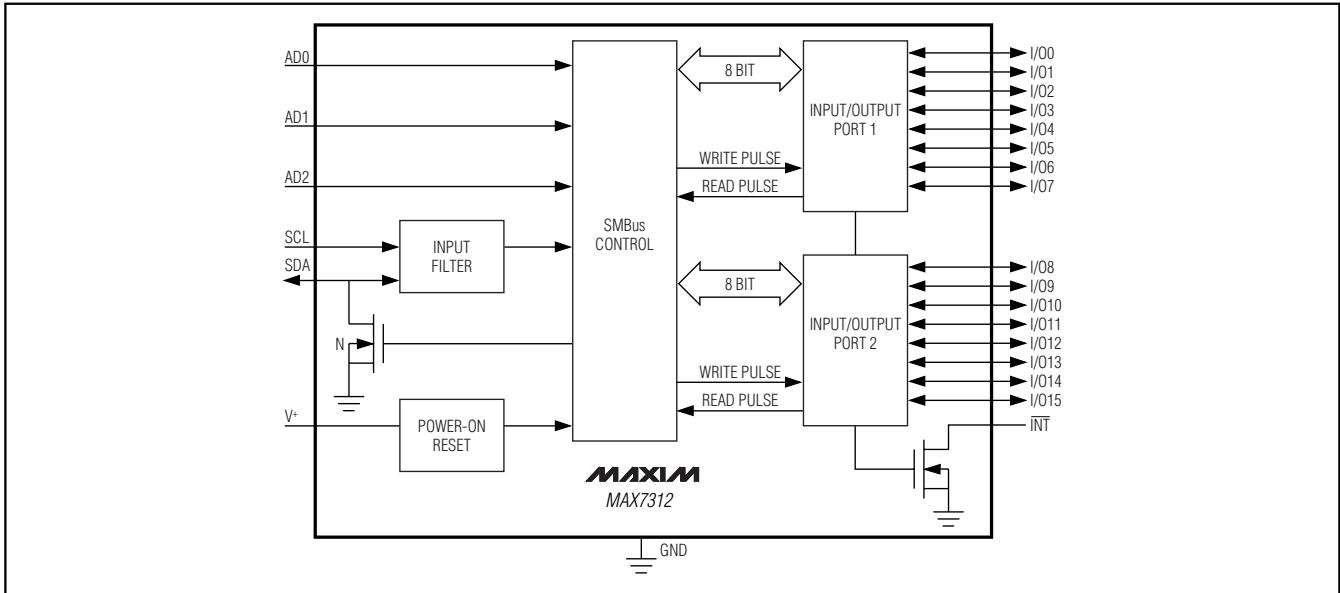 AD0
AD1
AD2
SCL
SDA
N
V+
INPUT
FILTER
POWER-ON
RESET
SMBus
CONTROL
8 BIT
WRITE PULSE
READ PULSE
8 BIT
WRITE PULSE
READ PULSE
INPUT/OUTPUT
PORT 1
INPUT/OUTPUT
PORT 2
I/O0
I/O1
I/O2
I/O3
I/O4
I/O5
I/O6
I/O7
I/O8
I/O9
I/O10
I/O11
I/O12
I/O13
I/O14
I/O15
INT
MAXIM
MAX7312
GND